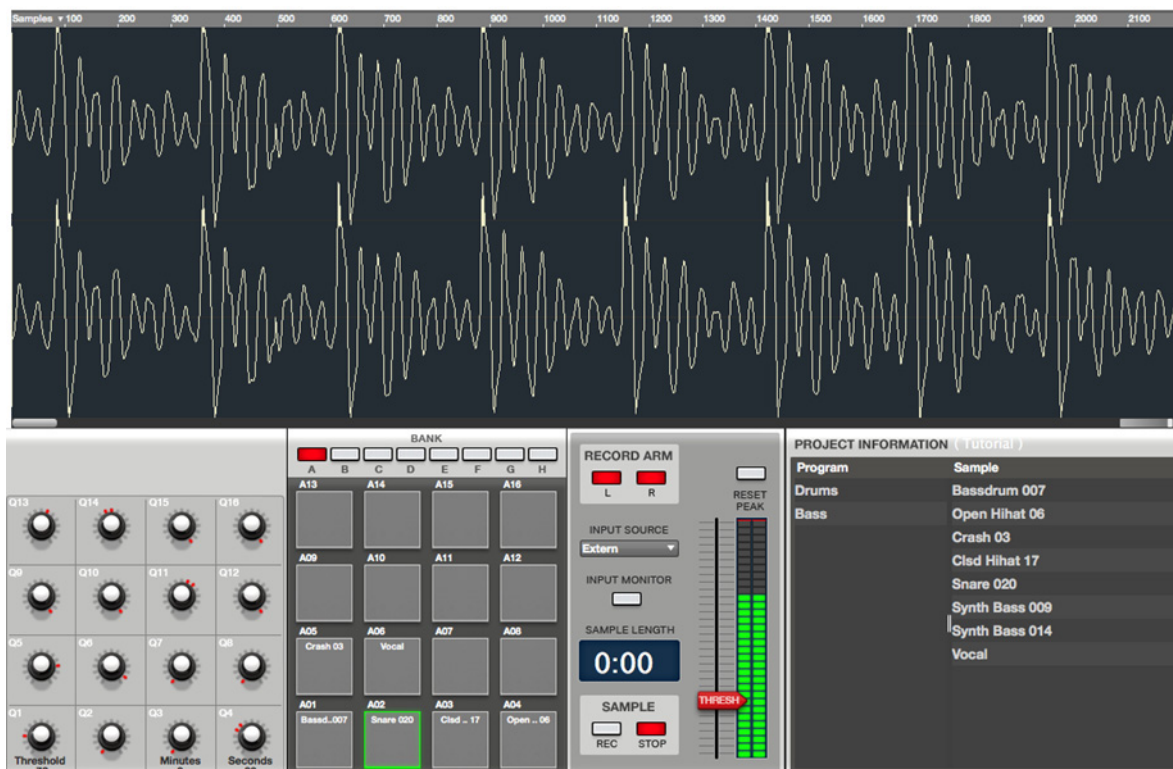 Samples 100 200 300 400 500 600 700 800 900 1000 1100 1200 1300 1400 1500 1600 1700 1800 1900 2000 2100
BANK
A B C D E F G H
Q13 Q14 Q15 Q16
Q9 Q10 Q11 Q12
Q5 Q6 Q7 Q8
Q1 Q2 Q3 Q4
Threshold Minutes Seconds
A13 A14 A15 A16
A09 A10 A11 A12
A05 A06 A07 A08
Crash 03 Vocal
A01 A02 A03 A04
Bassd..007 Snare 020 Clsd .. 17 Open .. 06
RECORD ARM
L R
RESET
PEAK
INPUT SOURCE
Extern
INPUT MONITOR
SAMPLE LENGTH
0:00
THRESH
SAMPLE
REC STOP
PROJECT INFORMATION ( Tutorial )
Program Sample
Drums Bassdrum 007
Bass Open Hihat 06
Crash 03
Clsd Hihat 17
Snare 020
Synth Bass 009
Synth Bass 014
Vocal